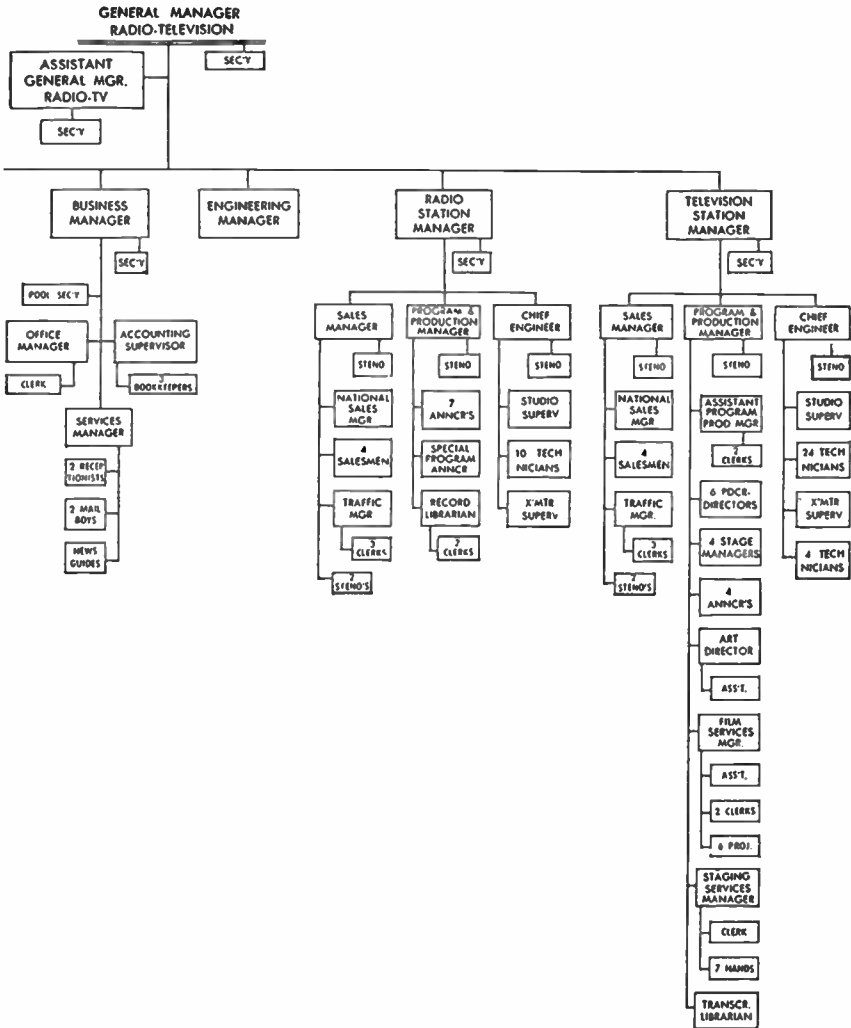 GENERAL MANAGER
RADIO-TELEVISION
SEC'Y
ASSISTANT
GENERAL MGR.
RADIO-TV
SEC'Y
BUSINESS
MANAGER
SEC'Y
POOL SEC'Y
OFFICE
MANAGER
CLERK
ACCOUNTING
SUPERVISOR
3
BOOKKEEPERS
SERVICES
MANAGER
2 RECEP
TIONISTS
2 MAIL
BOYS
NEWS
GUIDES
ENGINEERING
MANAGER
RADIO
STATION
MANAGER
SEC'Y
SALES
MANAGER
STENO
NATIONAL
SALES
MGR
4
SALESMEN
TRAFFIC
MGR
3
CLERKS
2
STENO'S
PROGRAM &
PRODUCTION
MANAGER
STENO
7
ANNCR'S
SPECIAL
PROGRAM
ANNCR
RECORD
LIBRARIAN
2
CLERKS
CHIEF
ENGINEER
STENO
STUDIO
SUPERV
10 TECH
NICIANS
X'MTR
SUPERV
TELEVISION
STATION
MANAGER
SEC'Y
SALES
MANAGER
STENO
NATIONAL
SALES
MGR
4
SALESMEN
TRAFFIC
MGR.
3
CLERKS
2
STENO'S
PROGRAM &
PRODUCTION
MANAGER
STENO
ASSISTANT
PROGRAM
PROD MGR.
2
CLERKS
6 PDCR-
DIRECTORS
4 STAGE
MANAGERS
4
ANNCR'S
ART
DIRECTOR
ASS'T.
FILM
SERVICES
MGR.
ASS'T.
2 CLERKS
6 PROJ.
STAGING
SERVICES
MANAGER
CLERK
7 HANDS
TRANSCR.
LIBRARIAN
CHIEF
ENGINEER
STENO
STUDIO
SUPERV
24 TECH
NICIANS
X'MTR
SUPERV
4 TECH
NICIANS